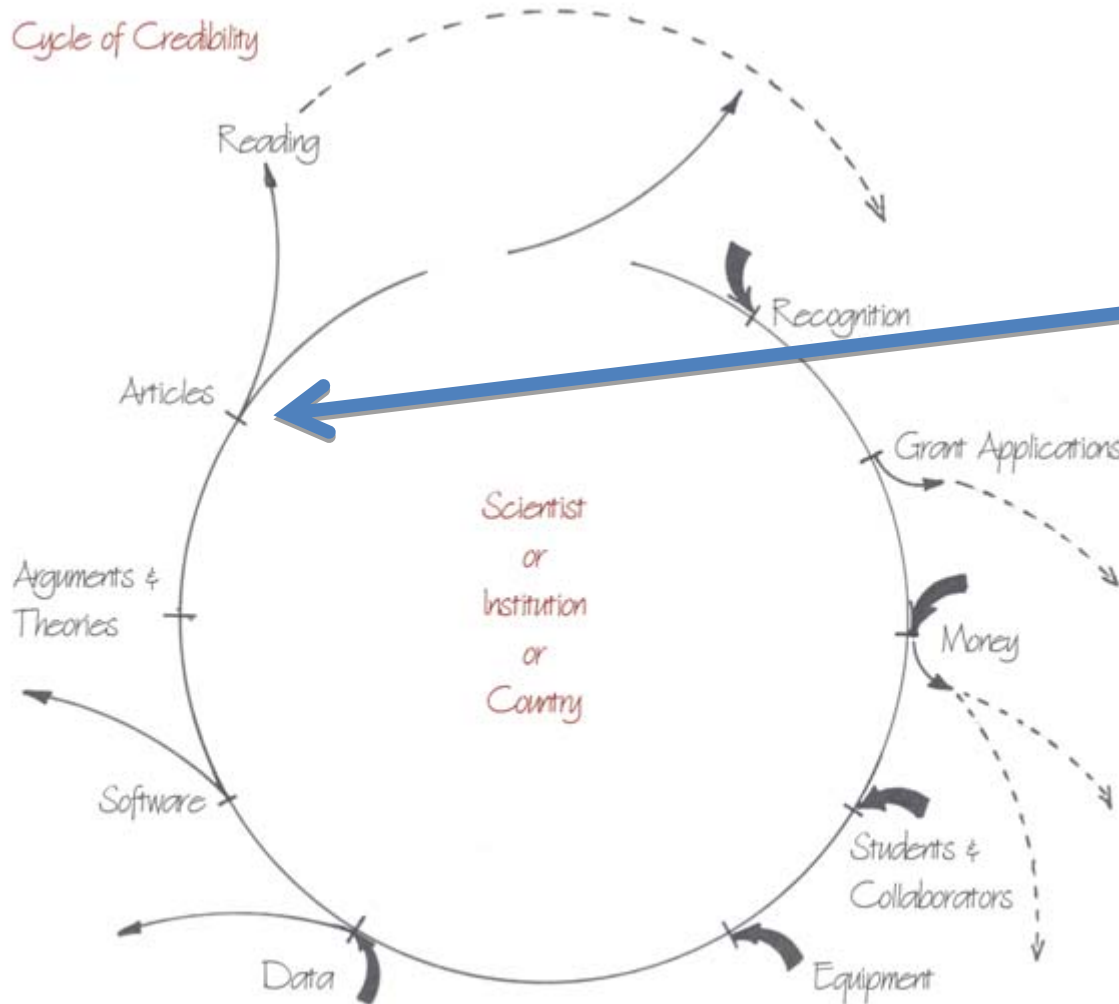 Cycle of Credibility
Reading
Recognition
Articles
Grant Applications
Scientist
or
Institution
or
Country
Arguments &
Theories
Money
Software
Students &
Collaborators
Data
Equipment